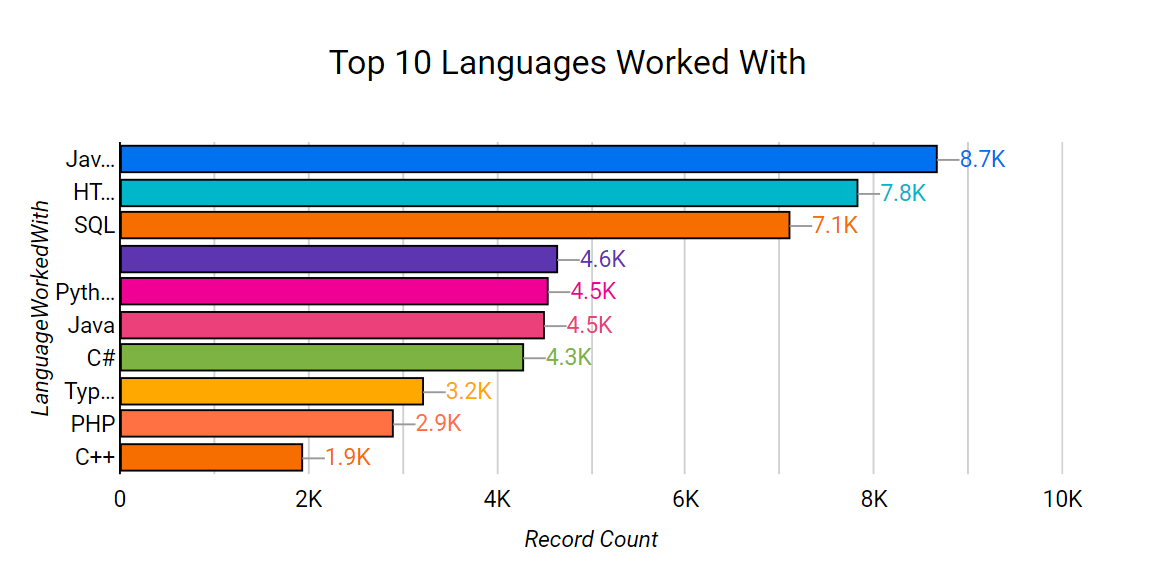 Top 10 Languages Worked With
LanguageWorkedWith
Jav... 8.7K
HT... 7.8K
SQL 7.1K
4.6K
Pyth... 4.5K
Java 4.5K
C# 4.3K
Typ... 3.2K
PHP 2.9K
C++ 1.9K
0 2K 4K 6K 8K 10K
Record Count